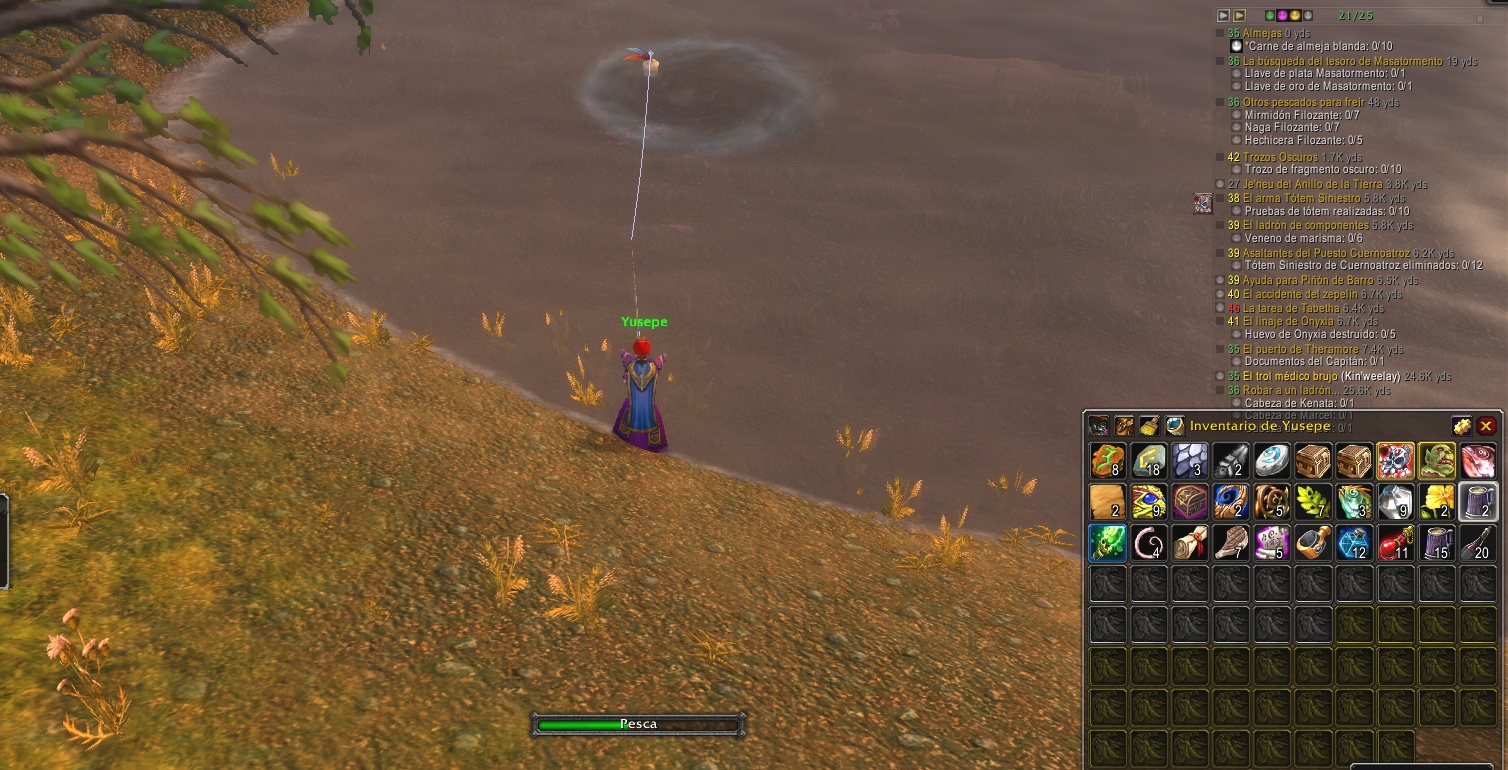 21/25
35 Almejas 0 yds
*Carne de almeja blanda: 0/10
36 La búsqueda del tesoro de Masatormento 19 yds
Llave de plata Masatormento: 0/1
Llave de oro de Masatormento: 0/1
36 Otros pescados para freír 48 yds
Mirmidón Filozante: 0/7
Naga Filozante: 0/7
Hechicera Filozante: 0/5
42 Trozos Oscuros 1.7K yds
Trozo de fragmento oscuro: 0/10
27 Je'neu del Anillo de la Tierra 3.8K yds
38 El arma Tótem Siniestro 5.8K yds
Pruebas de tótem realizadas: 0/10
39 El ladrón de componentes 5.8K yds
Veneno de marisma: 0/6
39 Asaltantes del Puesto Cuernoatroz 6.2K yds
Tótem Siniestro de Cuernoatroz eliminados: 0/12
39 Ayuda para Piñón de Barro 6.5K yds
40 El accidente del zepelín 6.7K yds
La tarea de Tabetha 6.4K yds
41 El linaje de Onyxia 6.7K yds
Huevo de Onyxia destruido: 0/5
35 El puerto de Theramore 7.4K yds
Documentos del Capitán: 0/1
35 El trol médico brujo (Kin'weelay) 24.6K yds
36 Robar a un ladrón... 25.6K yds
Cabeza de Kenata: 0/1
Cabeza de Marcel: 0/1
: 0/1
Yusepe
Inventario de Yusepe
8 18 3 2
2 9 2 5 7 3 9 2 2
4 7 5 12 11 15 20
Pesca